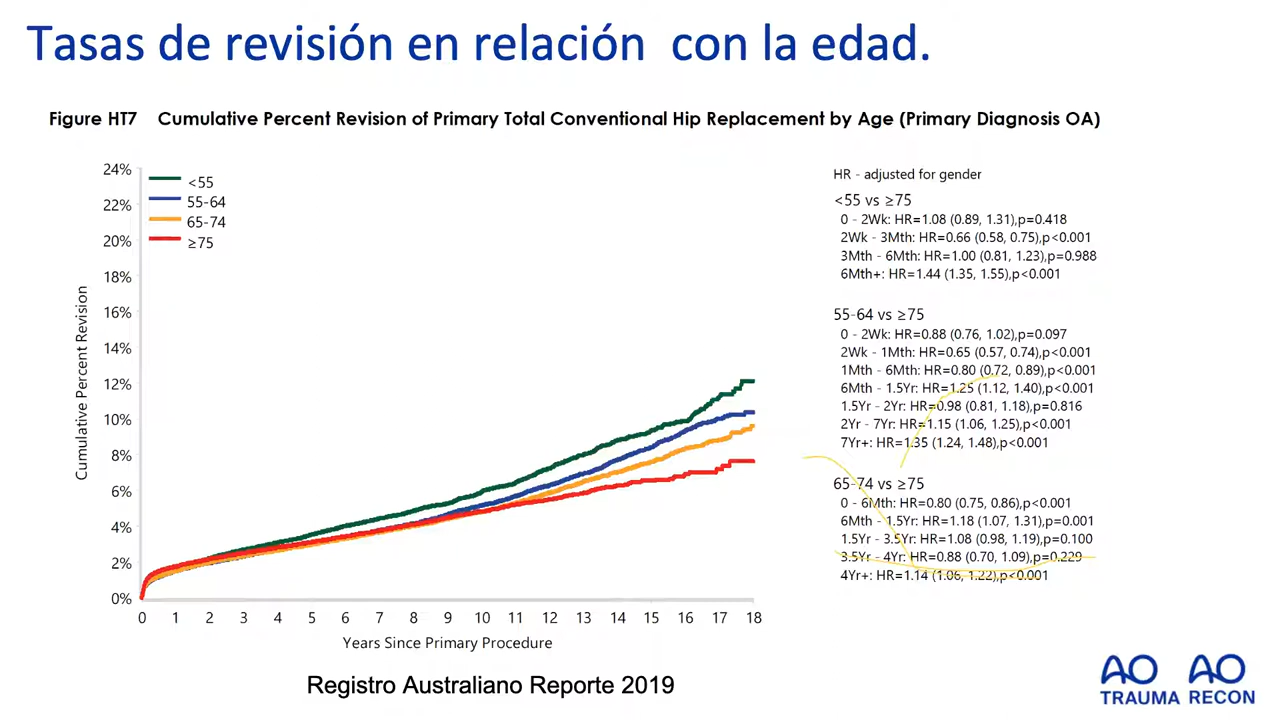 Tasas de revisión en relación con la edad.
Figure HT7 Cumulative Percent Revision of Primary Total Conventional Hip Replacement by Age (Primary Diagnosis OA)
24%
22%
20%
18%
16%
14%
12%
10%
8%
6%
4%
2%
0%
Cumulative Percent Revision
<55
55-64
65-74
≥75
0 1 2 3 4 5 6 7 8 9 10 11 12 13 14 15 16 17 18
Years Since Primary Procedure
HR - adjusted for gender
<55 vs ≥75
0 - 2Wk: HR=1.08 (0.89, 1.31),p=0.418
2Wk - 3Mth: HR=0.66 (0.58, 0.75),p<0.001
3Mth - 6Mth: HR=1.00 (0.81, 1.23),p=0.988
6Mth+: HR=1.44 (1.35, 1.55),p<0.001
55-64 vs ≥75
0 - 2Wk: HR=0.88 (0.76, 1.02),p=0.097
2Wk - 1Mth: HR=0.65 (0.57, 0.74),p<0.001
1Mth - 6Mth: HR=0.80 (0.72, 0.89),p<0.001
6Mth - 1.5Yr: HR=1.25 (1.12, 1.40),p<0.001
1.5Yr - 2Yr: HR=0.98 (0.81, 1.18),p=0.816
2Yr - 7Yr: HR=1.15 (1.06, 1.25),p<0.001
7Yr+: HR=1.35 (1.24, 1.48),p<0.001
65-74 vs ≥75
0 - 6Mth: HR=0.80 (0.75, 0.86),p<0.001
6Mth - 1.5Yr: HR=1.18 (1.07, 1.31),p=0.001
1.5Yr - 3.5Yr: HR=1.08 (0.98, 1.19),p=0.100
3.5Yr - 4Yr: HR=0.88 (0.70, 1.09),p=0.229
4Yr+: HR=1.14 (1.06, 1.22),p<0.001
Registro Australiano Reporte 2019
AO AO
TRAUMA RECON